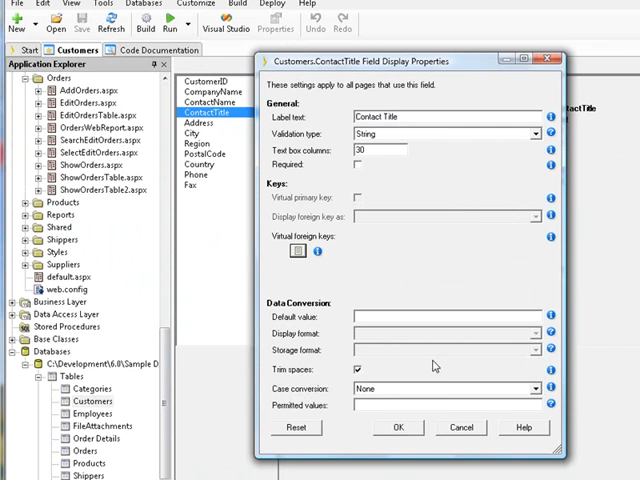 File Edit View Tools Databases Customize Deploy Help
New Open Save Refresh Build Run Visual Studio Properties Undo Redo
Start Customers Code Documentation
Application Explorer
Orders
AddOrders.aspx
EditOrders.aspx
EditOrdersTable.aspx
OrdersWebReport.aspx
SearchEditOrders.aspx
SelectEditOrders.aspx
ShowOrders.aspx
ShowOrdersTable.aspx
ShowOrdersTable2.aspx
Products
Reports
Shared
Shippers
Styles
Suppliers
default.aspx
web.config
Business Layer
Data Access Layer
Stored Procedures
Base Classes
Databases
C:\Development\6.0\Sample D
Tables
Categories
Customers
Employees
FileAttachments
Order Details
Orders
Products
Shippers
CustomerID
CompanyName
ContactName
ContactTitle
Address
City
Region
PostalCode
Country
Phone
Fax
Customers.ContactTitle Field Display Properties
These settings apply to all pages that use this field.
General:
Label text: Contact Title
Validation type: String
Text box columns: 30
Required:
Keys:
Virtual primary key:
Display foreign key as:
Virtual foreign keys:
Data Conversion:
Default value:
Display format:
Storage format:
Trim spaces:
Case conversion: None
Permitted values:
Reset OK Cancel Help
tactTitle